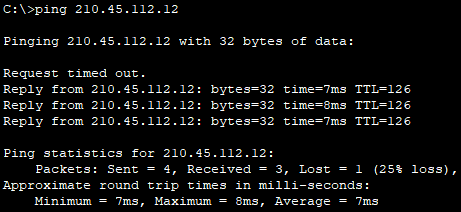 C:\>ping 210.45.112.12
Pinging 210.45.112.12 with 32 bytes of data:
Request timed out.
Reply from 210.45.112.12: bytes=32 time=7ms TTL=126
Reply from 210.45.112.12: bytes=32 time=8ms TTL=126
Reply from 210.45.112.12: bytes=32 time=7ms TTL=126
Ping statistics for 210.45.112.12:
    Packets: Sent = 4, Received = 3, Lost = 1 (25% loss),
Approximate round trip times in milli-seconds:
    Minimum = 7ms, Maximum = 8ms, Average = 7ms